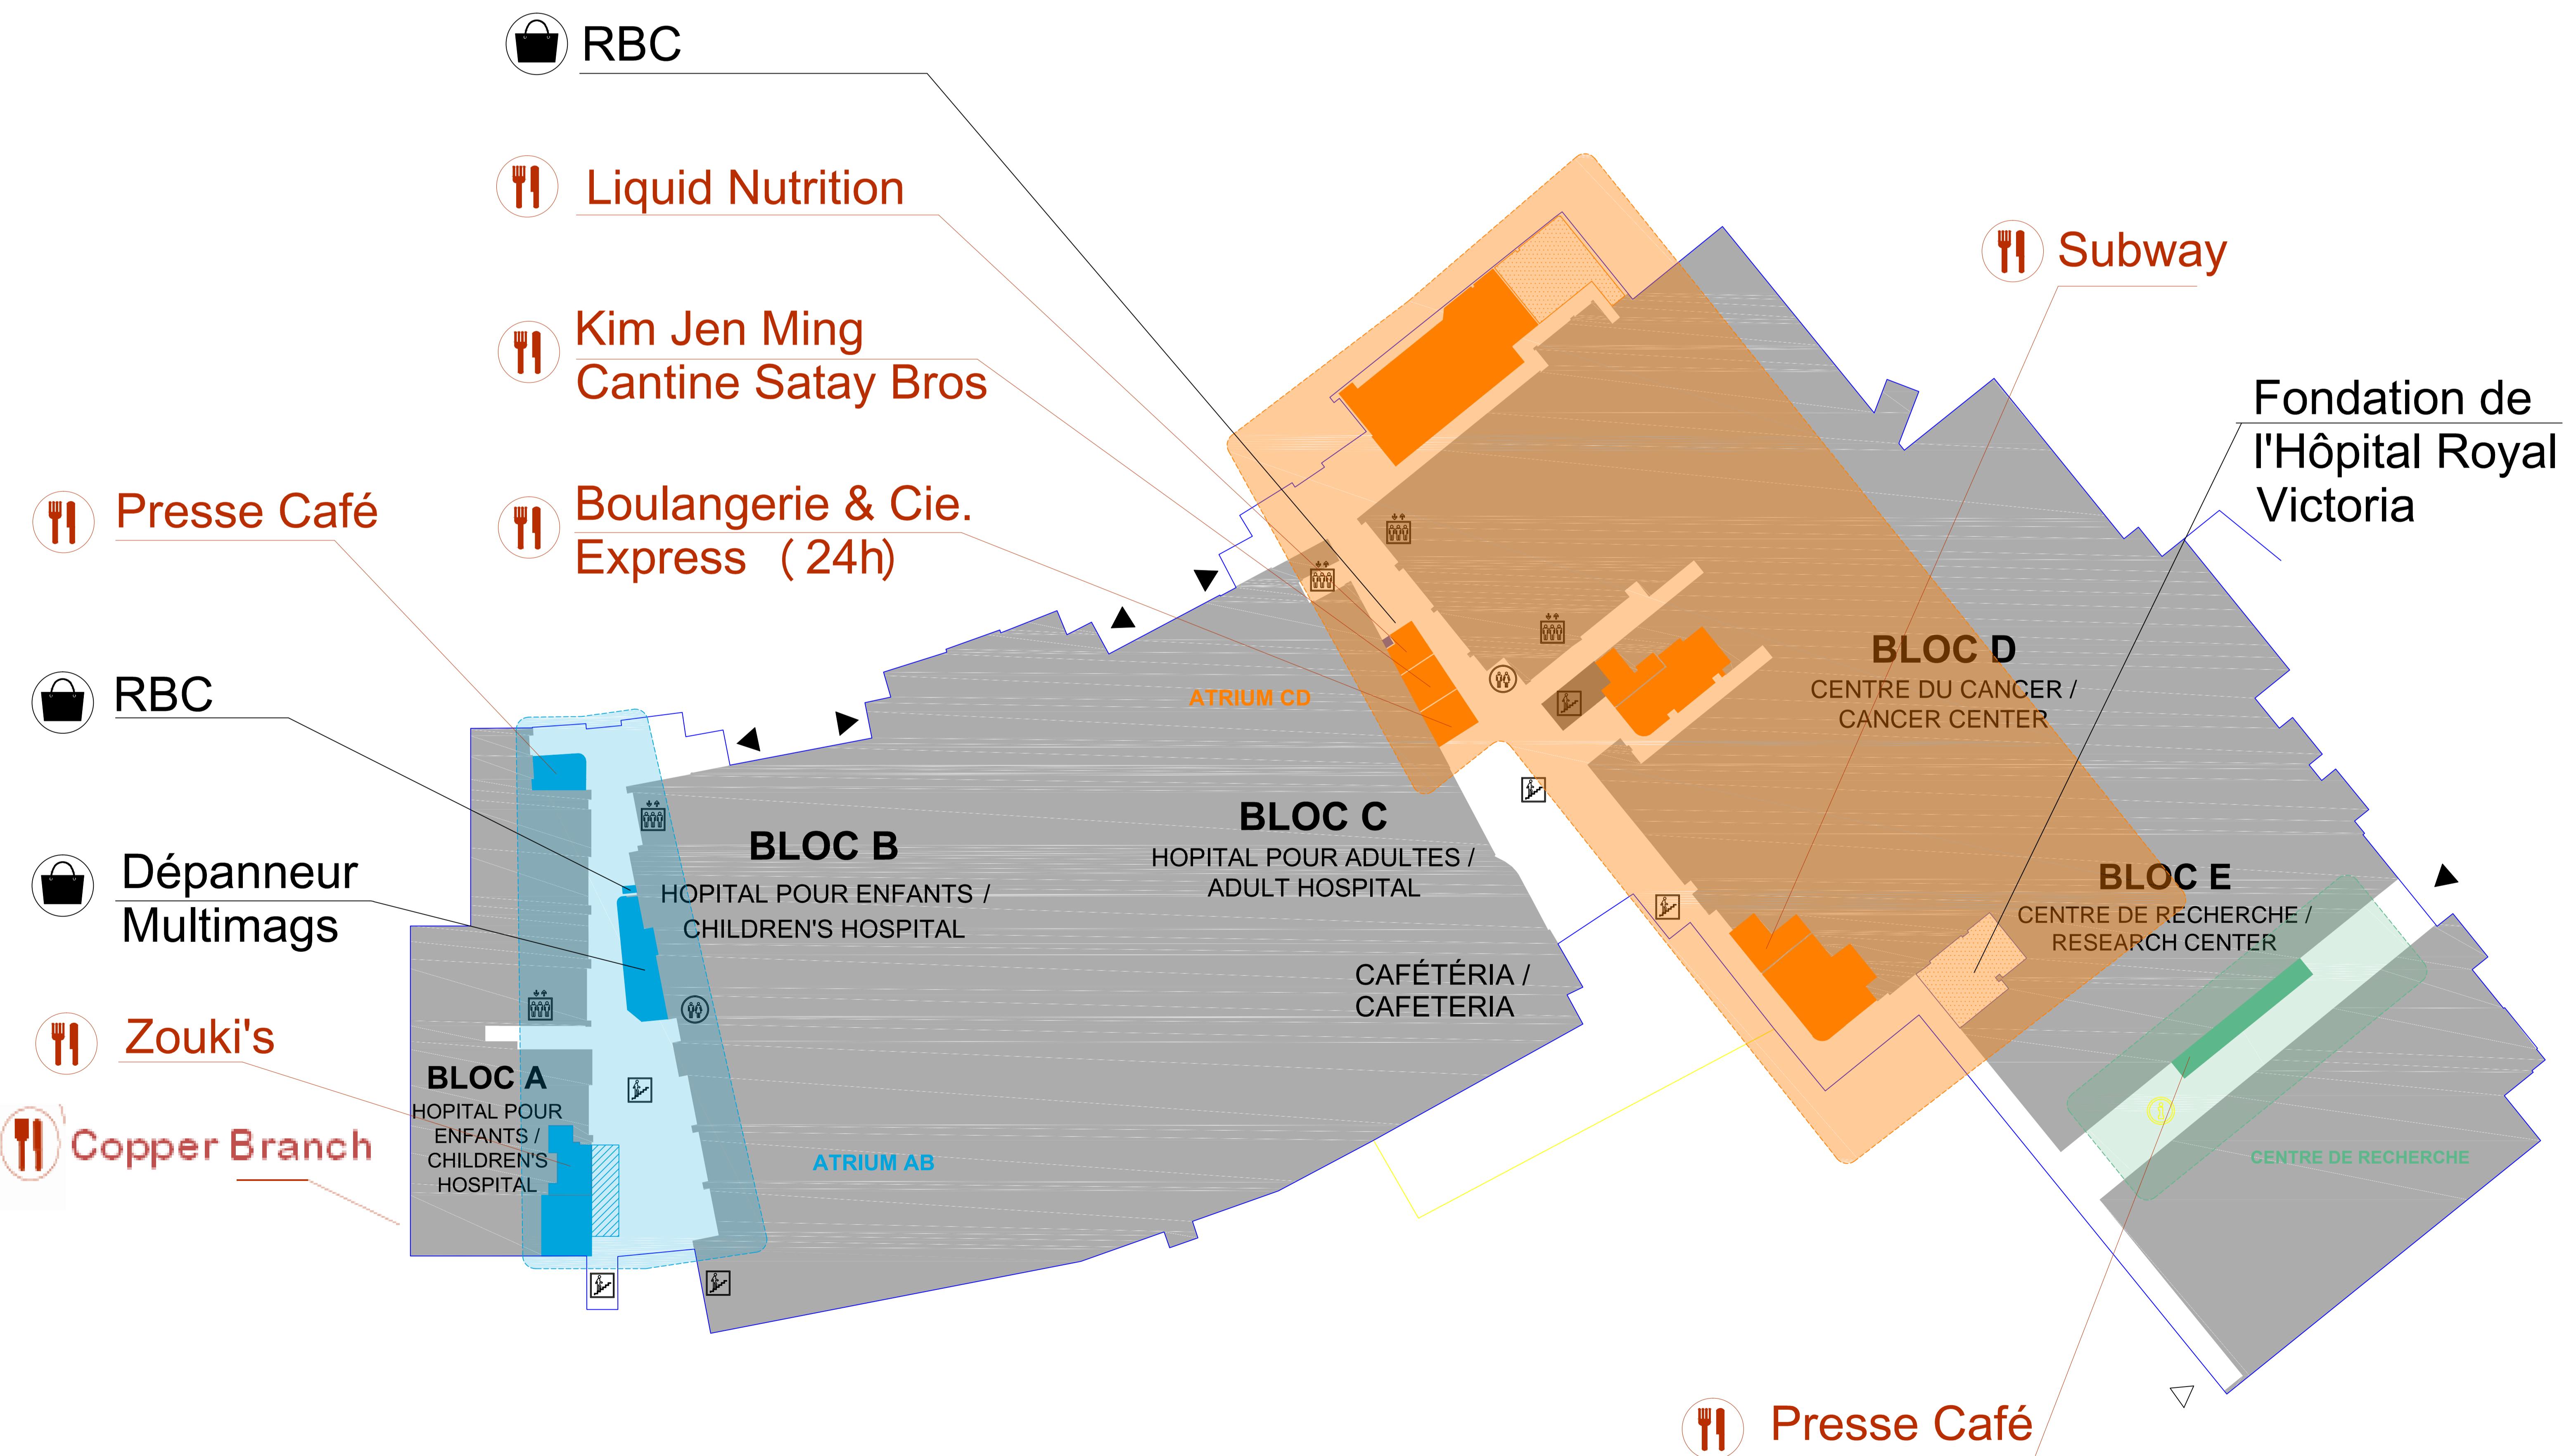 RBC
Liquid Nutrition
Kim Jen Ming
Cantine Satay Bros
Boulangerie & Cie.
Express (24h)
Presse Café
RBC
Dépanneur
Multimags
Zouki's
Copper Branch
Subway
Fondation de
l'Hôpital Royal
Victoria
ATRIUM CD
BLOC D
CENTRE DU CANCER /
CANCER CENTER
BLOC B
HOPITAL POUR ENFANTS /
CHILDREN'S HOSPITAL
BLOC C
HOPITAL POUR ADULTES /
ADULT HOSPITAL
CAFÉTÉRIA /
CAFETERIA
BLOC E
CENTRE DE RECHERCHE /
RESEARCH CENTER
BLOC A
HOPITAL POUR
ENFANTS /
CHILDREN'S
HOSPITAL
ATRIUM AB
CENTRE DE RECHERCHE
Presse Café